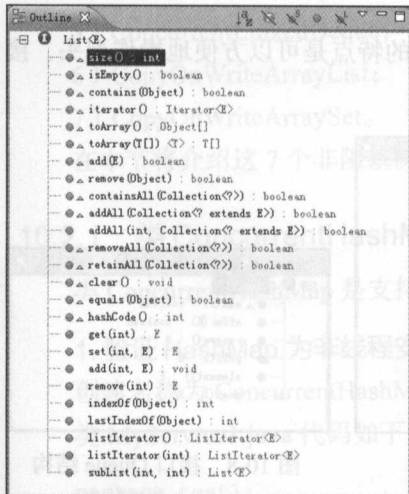 Outline
List<E>
size() : int
isEmpty() : boolean
contains(Object) : boolean
iterator() : Iterator<E>
toArray() : Object[]
toArray(T[]) <T> : T[]
add(E) : boolean
remove(Object) : boolean
containsAll(Collection<?>) : boolean
addAll(Collection<? extends E>) : boolean
addAll(int, Collection<? extends E>) : boolean
removeAll(Collection<?>) : boolean
retainAll(Collection<?>) : boolean
clear() : void
equals(Object) : boolean
hashCode() : int
get(int) : E
set(int, E) : E
add(int, E) : void
remove(int) : E
indexOf(Object) : int
lastIndexOf(Object) : int
listIterator() : ListIterator<E>
listIterator(int) : ListIterator<E>
subList(int, int) : List<E>